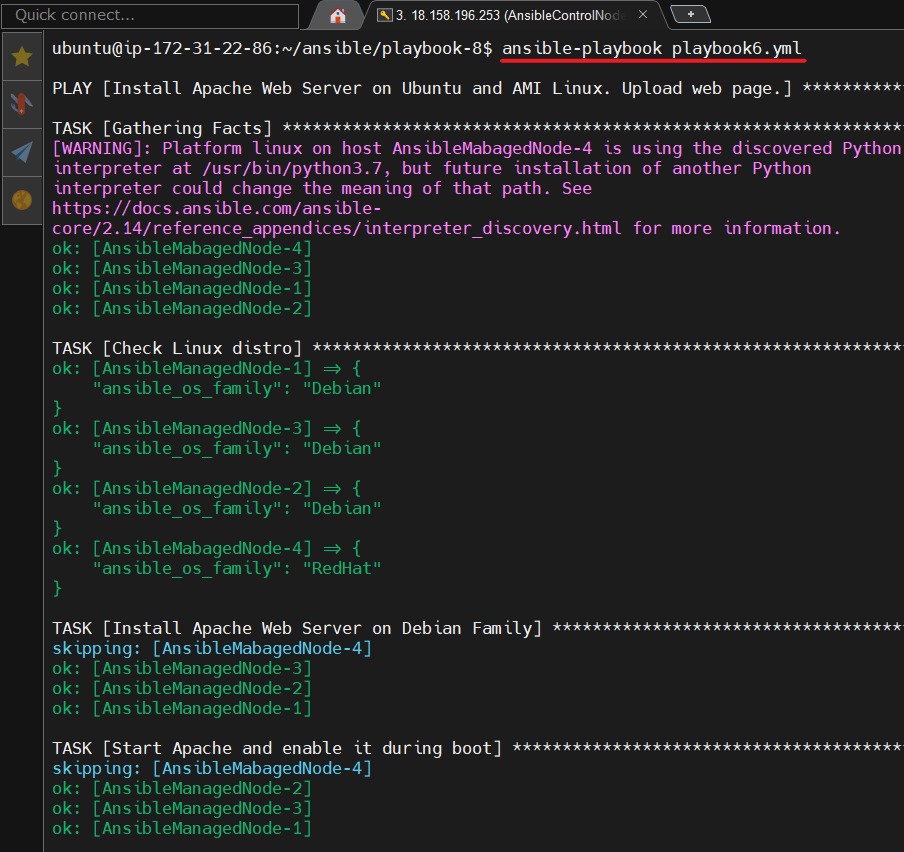 Quick connect...
3. 18.158.196.253 (AnsibleControlNode
ubuntu@ip-172-31-22-86:~/ansible/playbook-8$ ansible-playbook playbook6.yml
PLAY [Install Apache Web Server on Ubuntu and AMI Linux. Upload web page.] **********
TASK [Gathering Facts] **************************************************************
[WARNING]: Platform linux on host AnsibleMabagedNode-4 is using the discovered Python
interpreter at /usr/bin/python3.7, but future installation of another Python
interpreter could change the meaning of that path. See
https://docs.ansible.com/ansible-
core/2.14/reference_appendices/interpreter_discovery.html for more information.
ok: [AnsibleMabagedNode-4]
ok: [AnsibleManagedNode-3]
ok: [AnsibleManagedNode-1]
ok: [AnsibleManagedNode-2]
TASK [Check Linux distro] ***********************************************************
ok: [AnsibleManagedNode-1] => {
"ansible_os_family": "Debian"
}
ok: [AnsibleManagedNode-3] => {
"ansible_os_family": "Debian"
}
ok: [AnsibleManagedNode-2] => {
"ansible_os_family": "Debian"
}
ok: [AnsibleMabagedNode-4] => {
"ansible_os_family": "RedHat"
}
TASK [Install Apache Web Server on Debian Family] ***********************************
skipping: [AnsibleMabagedNode-4]
ok: [AnsibleManagedNode-3]
ok: [AnsibleManagedNode-2]
ok: [AnsibleManagedNode-1]
TASK [Start Apache and enable it during boot] ***************************************
skipping: [AnsibleMabagedNode-4]
ok: [AnsibleManagedNode-2]
ok: [AnsibleManagedNode-3]
ok: [AnsibleManagedNode-1]